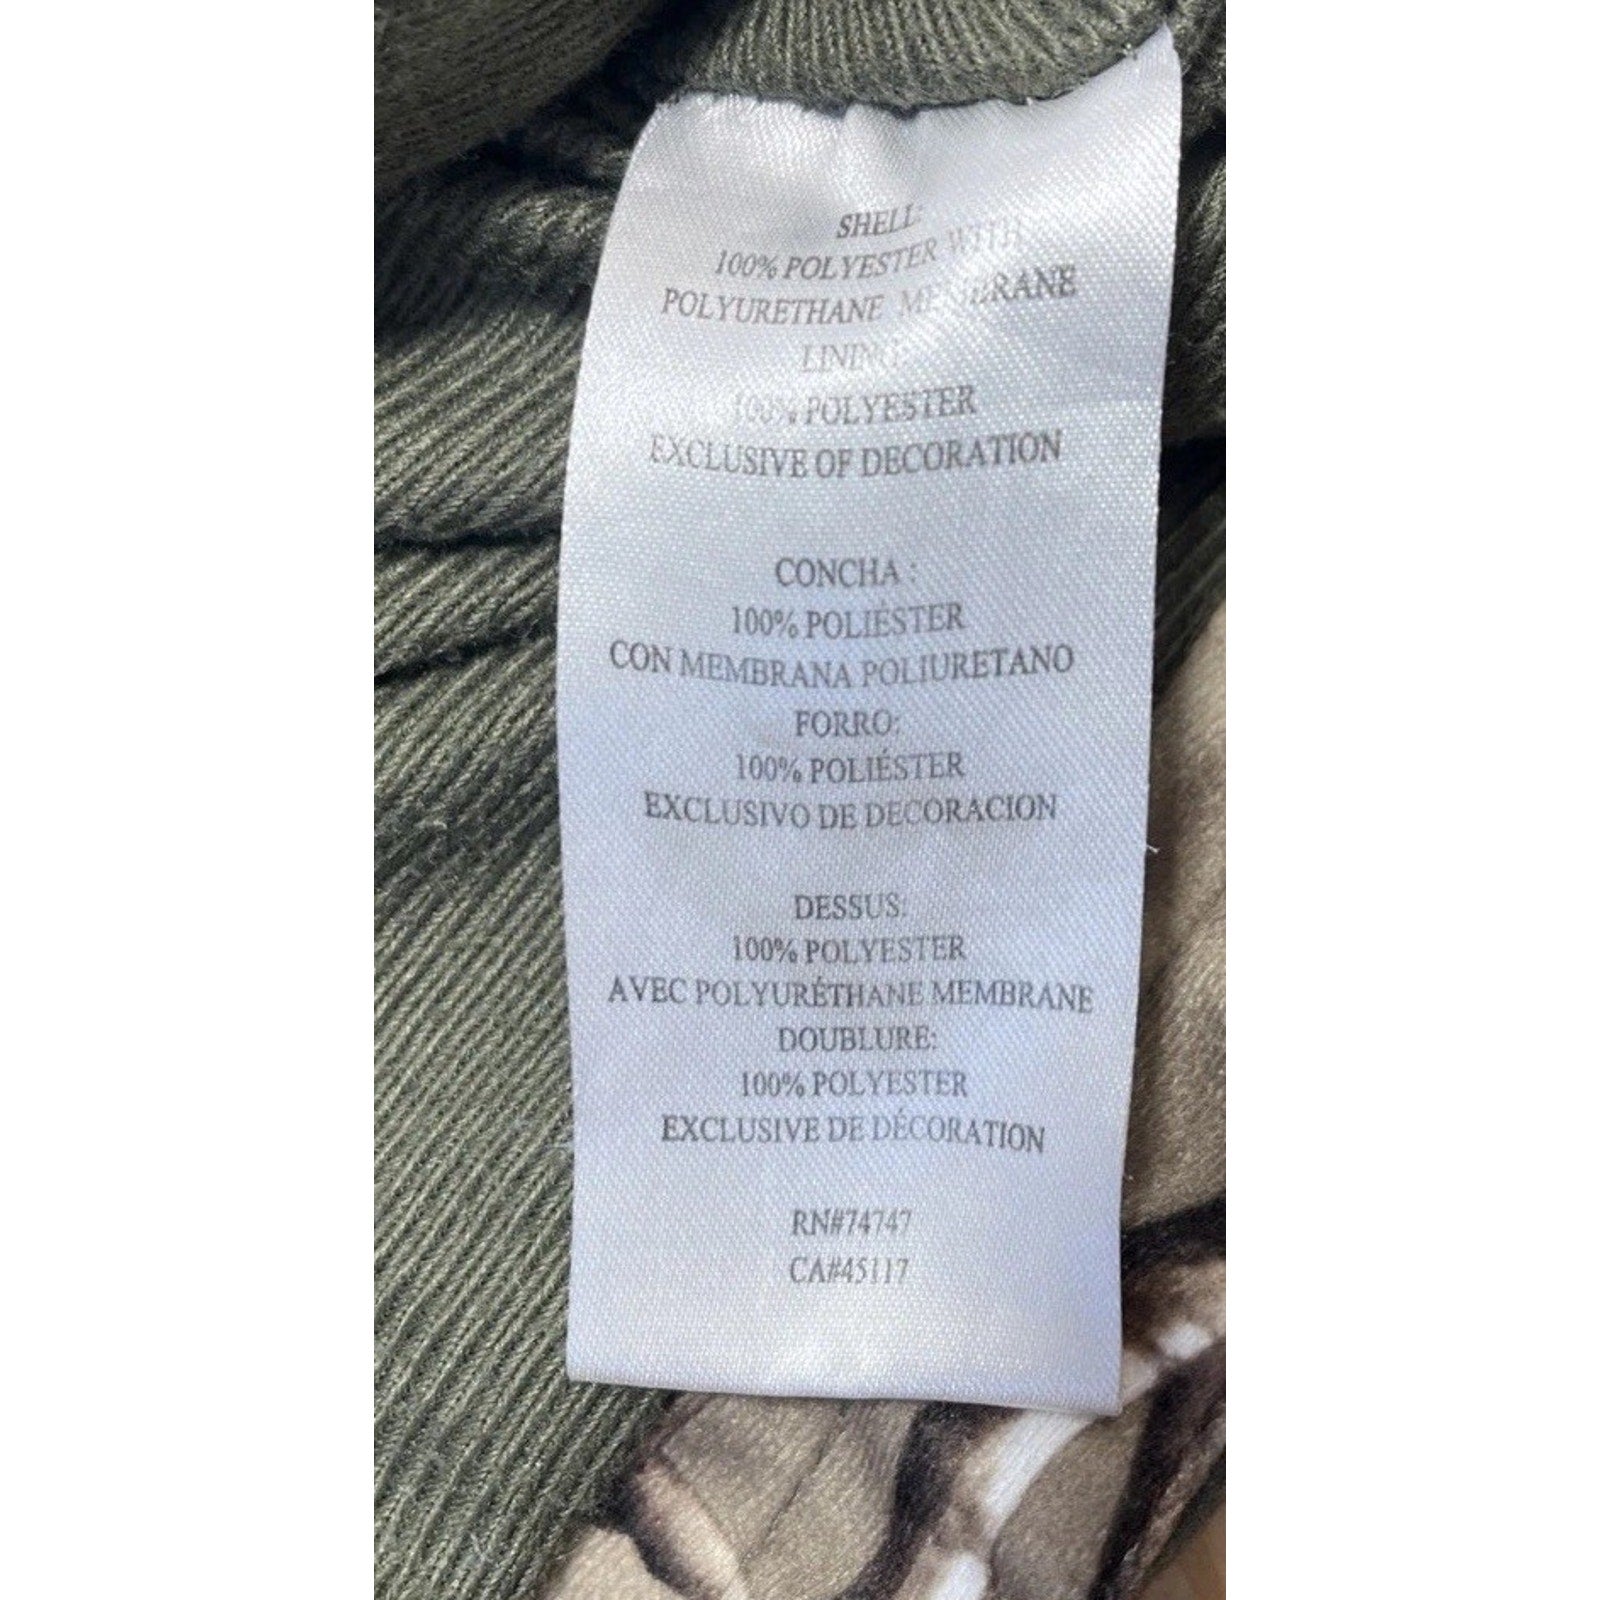 SHELL:
100% POLYESTER WITH
POLYURETHANE MEMBRANE
LINING:
100% POLYESTER
EXCLUSIVE OF DECORATION
CONCHA :
100% POLIÉSTER
CON MEMBRANA POLIURETANO
FORRO:
100% POLIÉSTER
EXCLUSIVO DE DECORACION
DESSUS:
100% POLYESTER
AVEC POLYURÉTHANE MEMBRANE
DOUBLURE:
100% POLYESTER
EXCLUSIVE DE DÉCORATION
RN#74747
CA#45117